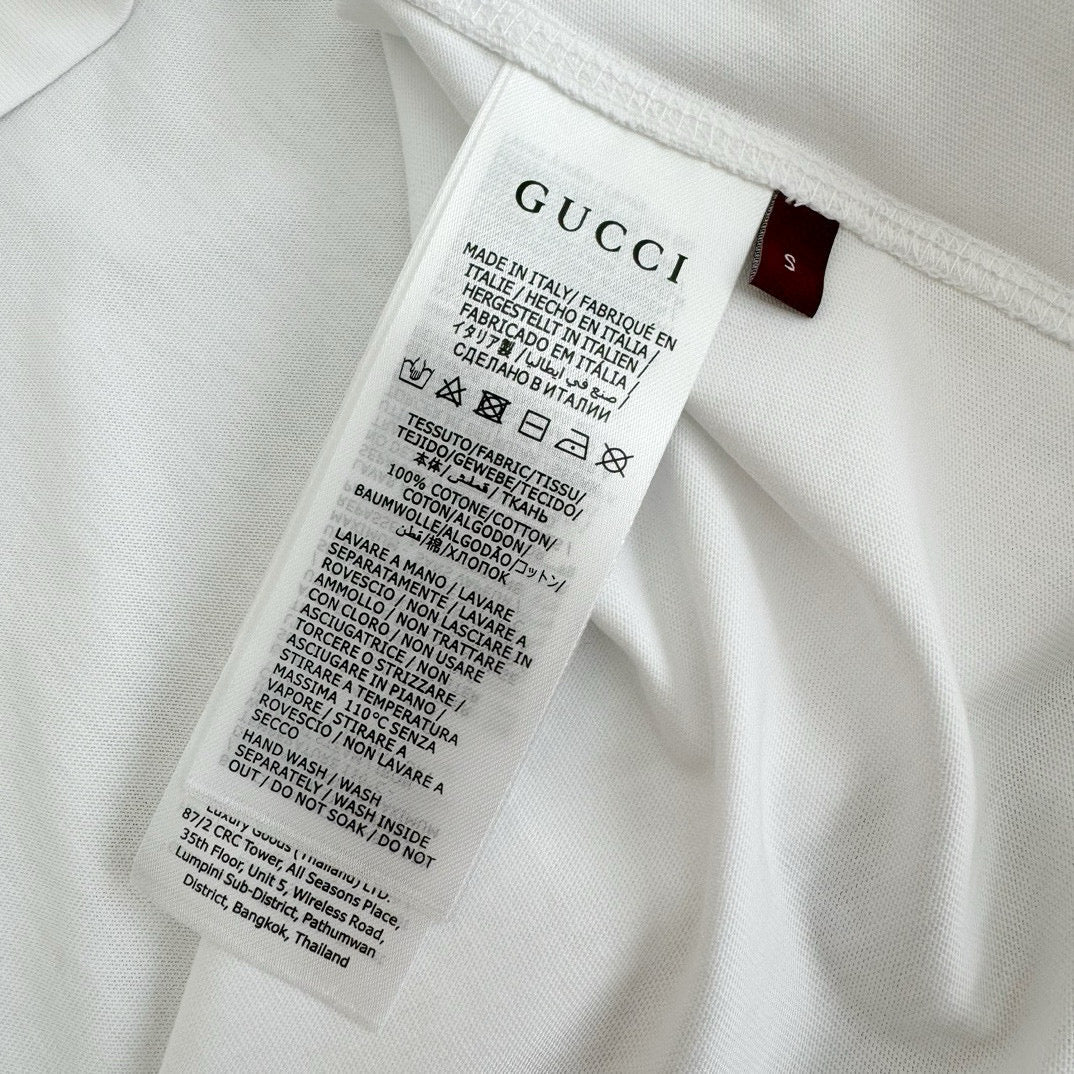 GUCCI
MADE IN ITALY/ FABRIQUÉ EN
ITALIE / HECHO EN ITALIA /
HERGESTELLT IN ITALIEN /
FABRICADO EM ITÁLIA /
イタリア製 / صنع في إيطاليا /
СДЕЛАНО В ИТАЛИИ
TESSUTO/FABRIC/TISSU/
TEJIDO/GEWEBE/TECIDO/
本体/قطعتين/ ТКАНЬ
100% COTONE/COTTON/
COTON/ALGODON/
BAUMWOLLE/ALGODÃO/コットン/
قطن/棉/ХЛОПОК
LAVARE A MANO / LAVARE
SEPARATAMENTE / LAVARE A
ROVESCIO / NON LASCIARE IN
AMMOLLO / NON TRATTARE
CON CLORO / NON USARE
ASCIUGATRICE / NON
TORCERE O STRIZZARE /
ASCIUGARE IN PIANO /
STIRARE A TEMPERATURA
MASSIMA 110°C SENZA
VAPORE / STIRARE A
ROVESCIO / NON LAVARE A
SECCO
HAND WASH / WASH
SEPARATELY / WASH INSIDE
OUT / DO NOT SOAK / DO NOT
Luxury Goods (Thailand) LTD.
87/2 CRC Tower, All Seasons Place,
35th Floor, Unit 5, Wireless Road,
Lumpini Sub-District, Pathumwan
District, Bangkok, Thailand
S